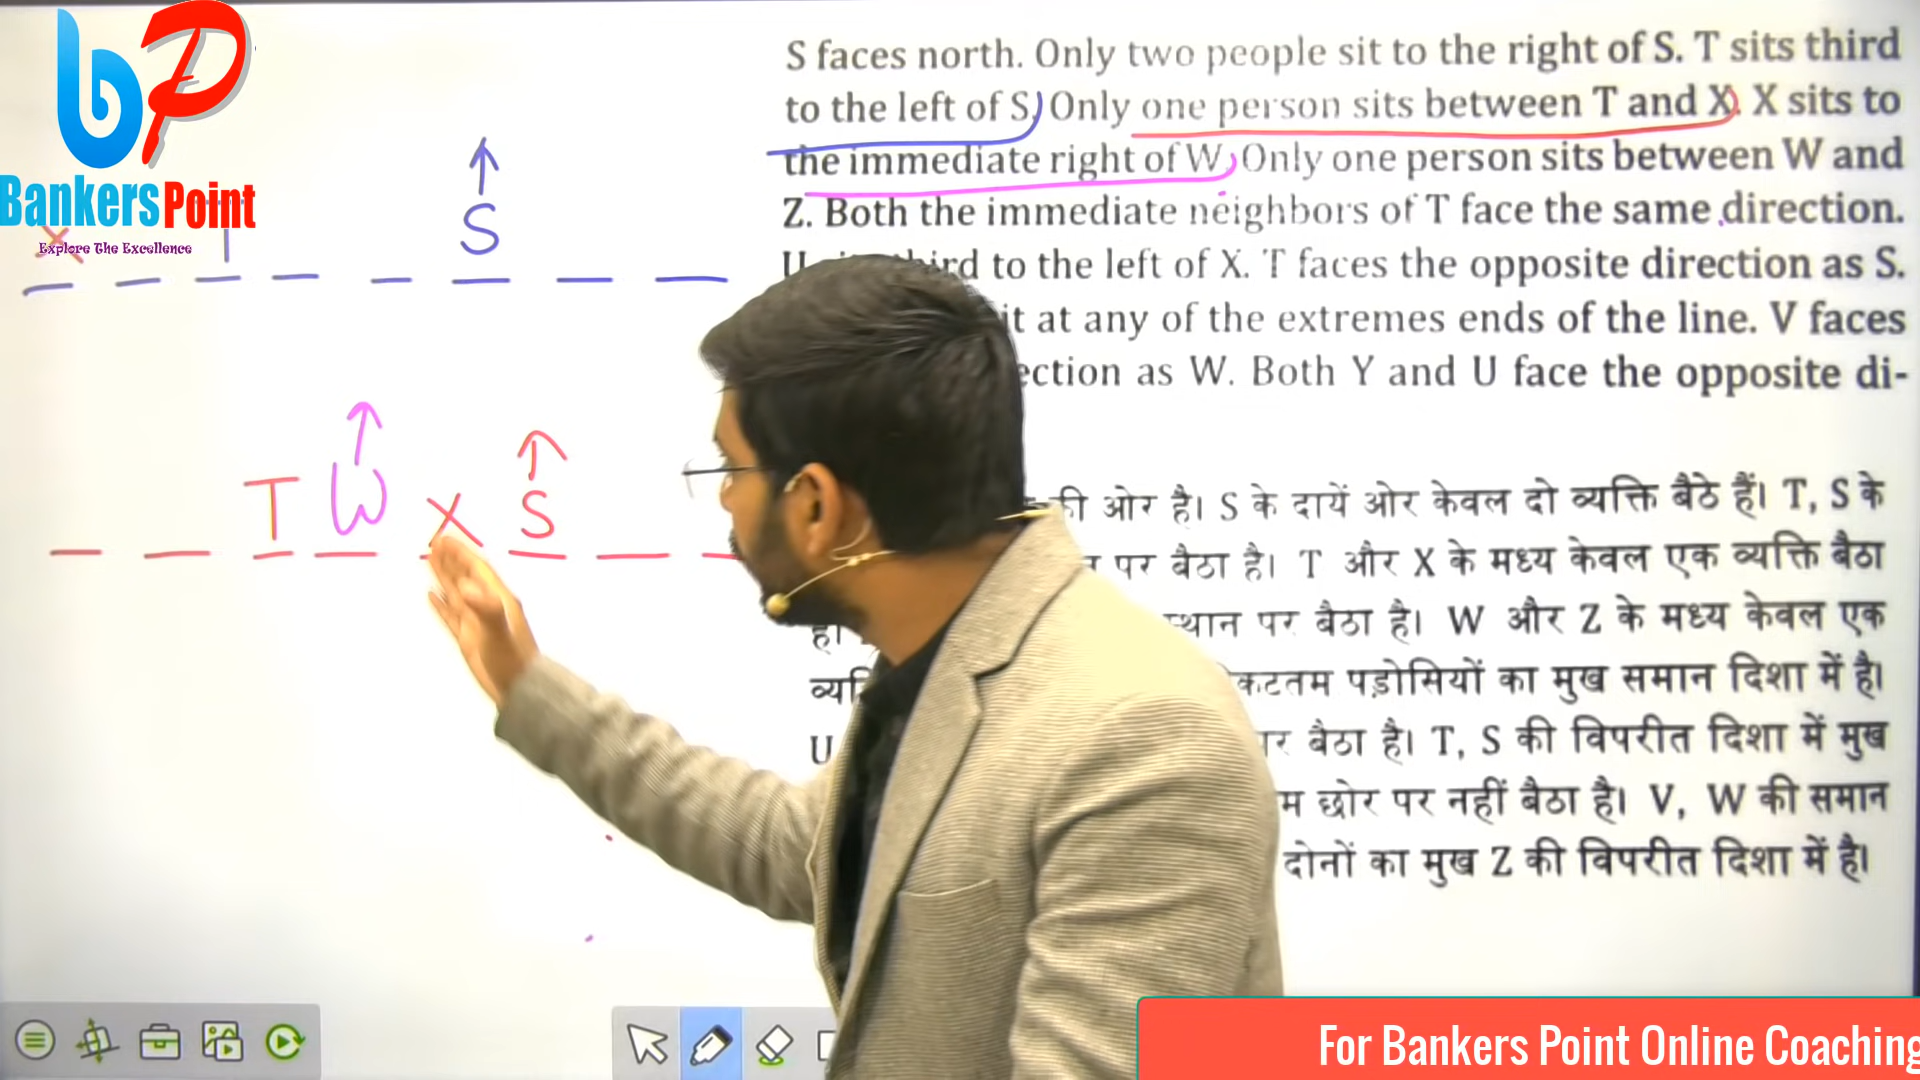 BankersPoint
Explore The Excellence
S faces north. Only two people sit to the right of S. T sits third
to the left of S. Only one person sits between T and X. X sits to
the immediate right of W. Only one person sits between W and
Z. Both the immediate neighbors of T face the same direction.
U to the left of X. T faces the opposite direction as S.
it at any of the extremes ends of the line. V faces
as W. Both Y and U face the opposite di-
S
X T
T W X S
की ओर है। S के दायें ओर केवल दो व्यक्ति बैठे हैं। T, S के
पर बैठा है। T और X के मध्य केवल एक व्यक्ति बैठा
है। स्थान पर बैठा है। W और Z के मध्य केवल एक
निकटतम पड़ोसियों का मुख समान दिशा में है।
U पर बैठा है। T, S की विपरीत दिशा में मुख
छोर पर नहीं बैठा है। V, W की समान
दोनों का मुख Z की विपरीत दिशा में है।
For Bankers Point Online Coaching